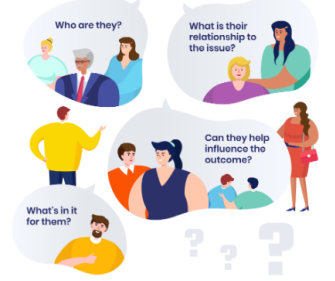 Who are they?
What is their
relationship to
the issue?
Can they help
influence the
outcome?
What's in it
for them?
? ? ?